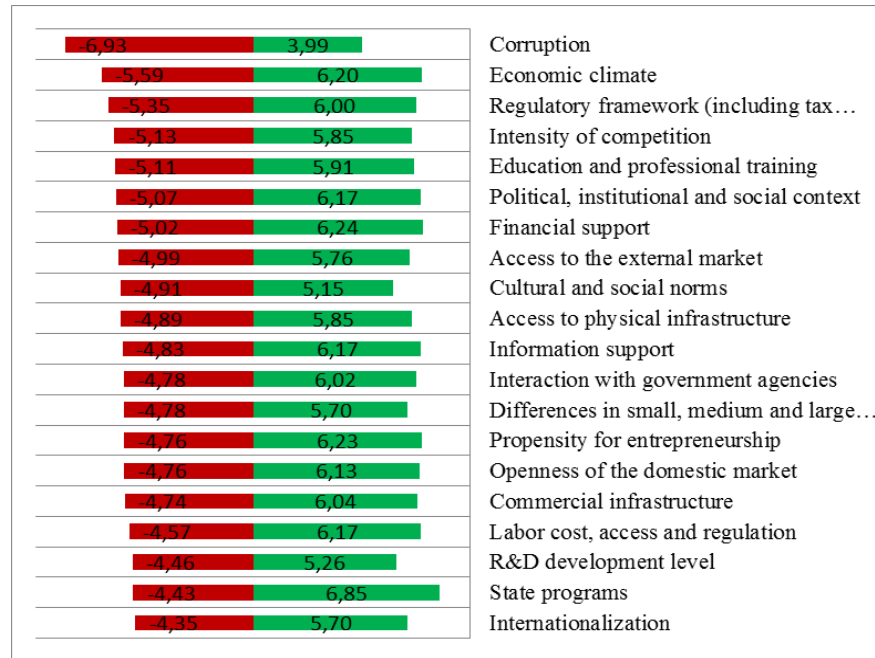 -6,93 3,99 Corruption
-5,59 6,20 Economic climate
-5,35 6,00 Regulatory framework (including tax…
-5,13 5,85 Intensity of competition
-5,11 5,91 Education and professional training
-5,07 6,17 Political, institutional and social context
-5,02 6,24 Financial support
-4,99 5,76 Access to the external market
-4,91 5,15 Cultural and social norms
-4,89 5,85 Access to physical infrastructure
-4,83 6,17 Information support
-4,78 6,02 Interaction with government agencies
-4,78 5,70 Differences in small, medium and large…
-4,76 6,23 Propensity for entrepreneurship
-4,76 6,13 Openness of the domestic market
-4,74 6,04 Commercial infrastructure
-4,57 6,17 Labor cost, access and regulation
-4,46 5,26 R&D development level
-4,43 6,85 State programs
-4,35 5,70 Internationalization